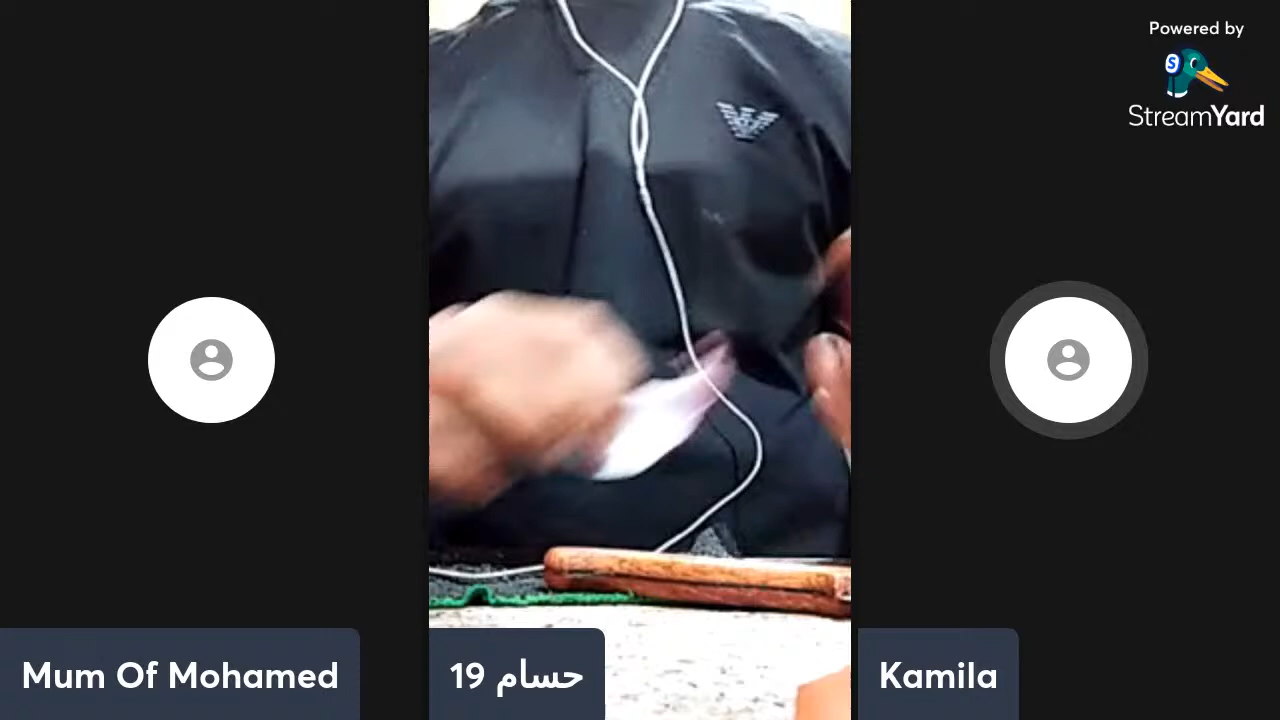 Powered by
S
StreamYard
Mum Of Mohamed
حسام 19
Kamila